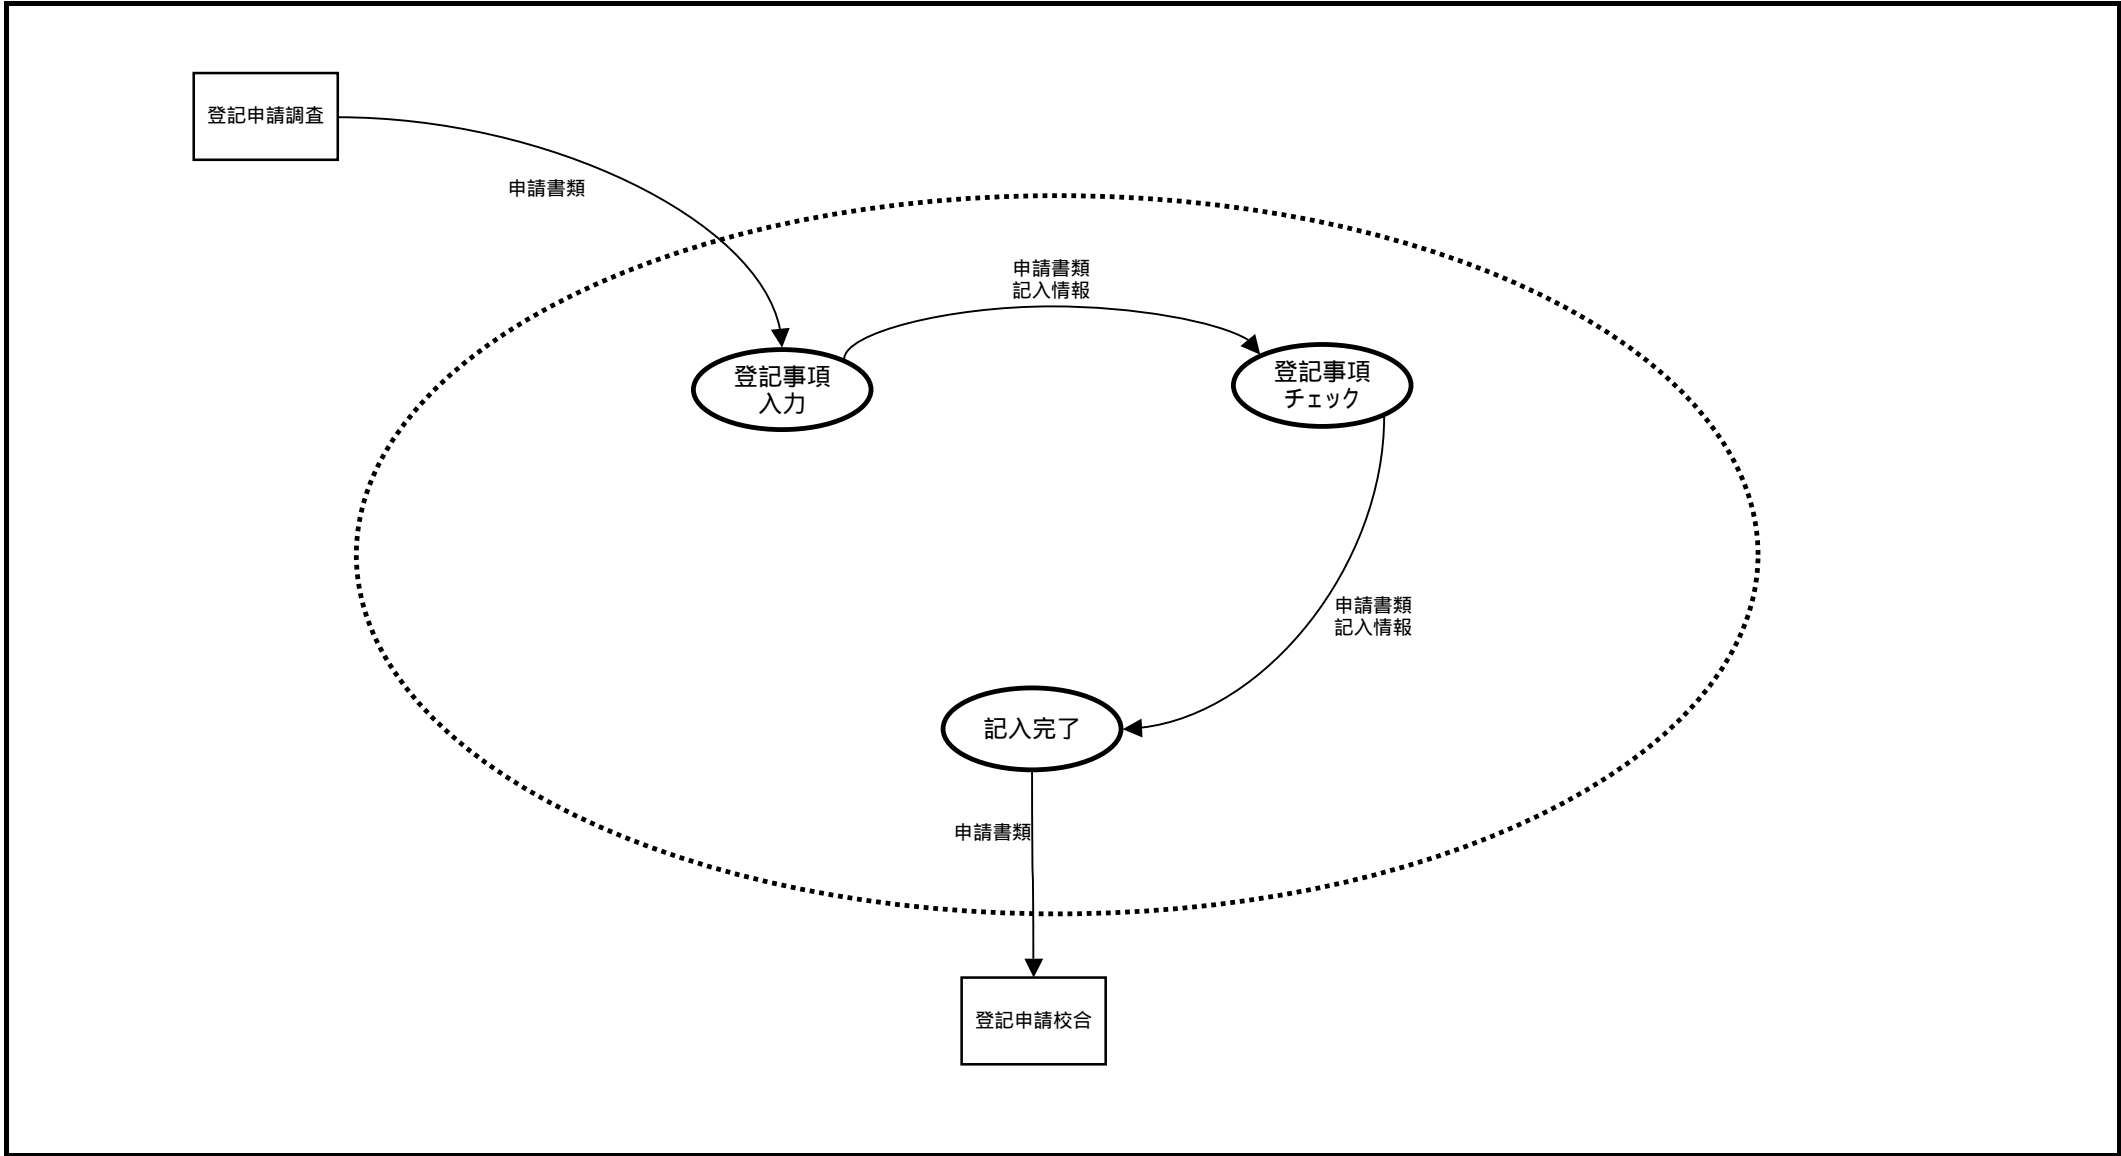 登記申請調査
申請書類
申請書類
記入情報
登記事項
入力
登記事項
チェック
申請書類
記入情報
記入完了
申請書類
登記申請校合